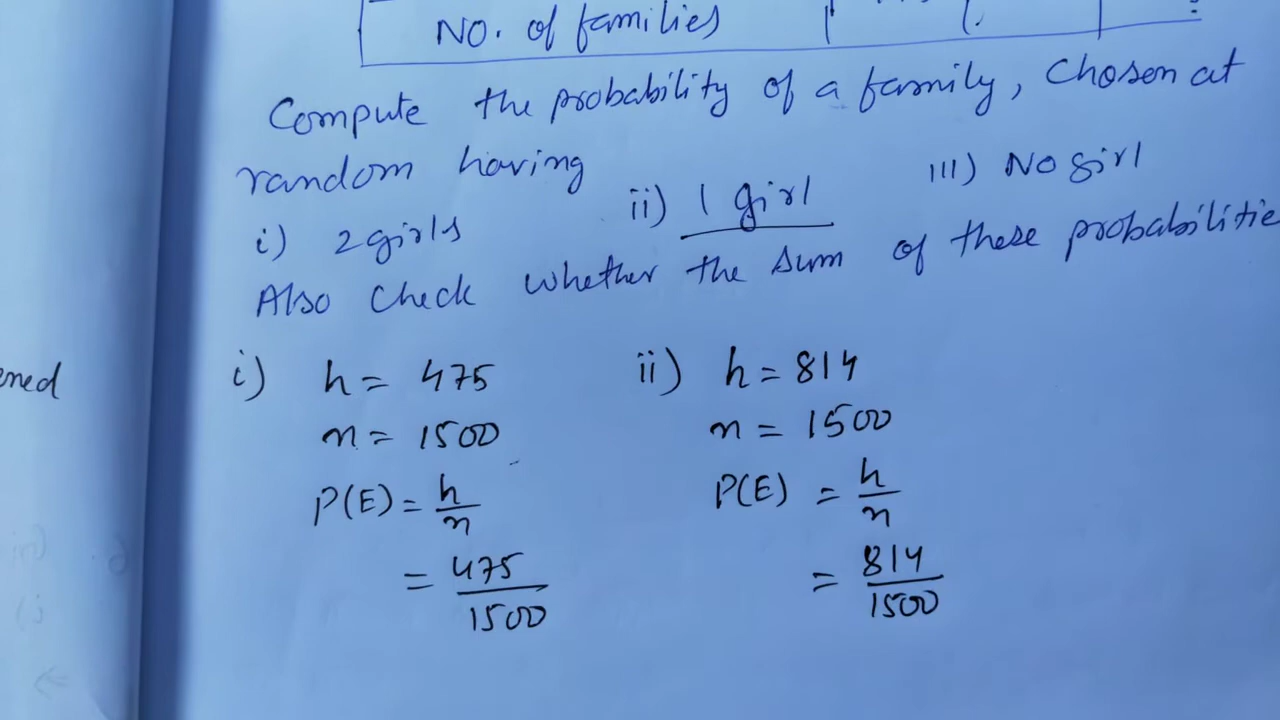 No. of families
Compute the probability of a family, Chosen at
random having
i) 2 girls ii) 1 girl iii) No girl
Also Check whether the sum of these probabilitie
i) h = 475 ii) h = 814
n = 1500 n = 1500
P(E) = h/n P(E) = h/n
= 475/1500 = 814/1500
ened